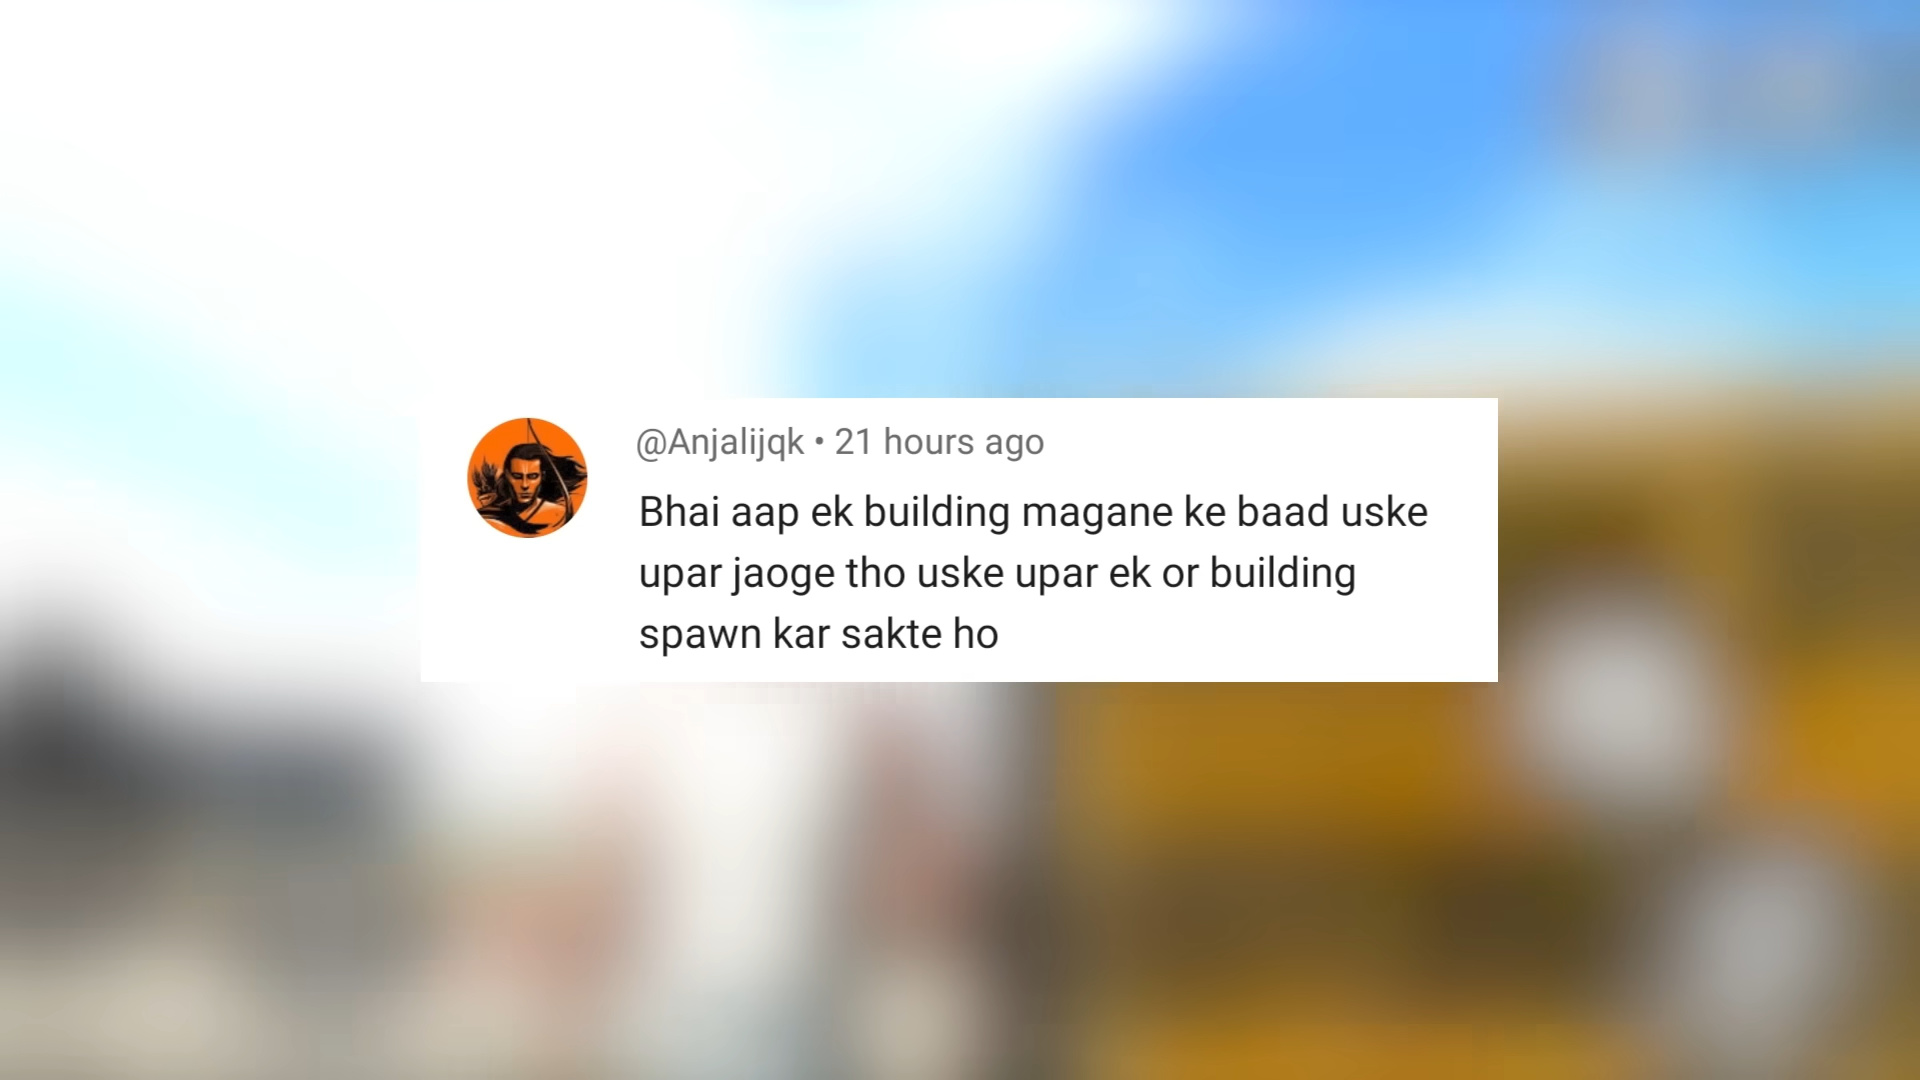 @Anjalijqk • 21 hours ago
Bhai aap ek building magane ke baad uske
upar jaoge tho uske upar ek or building
spawn kar sakte ho